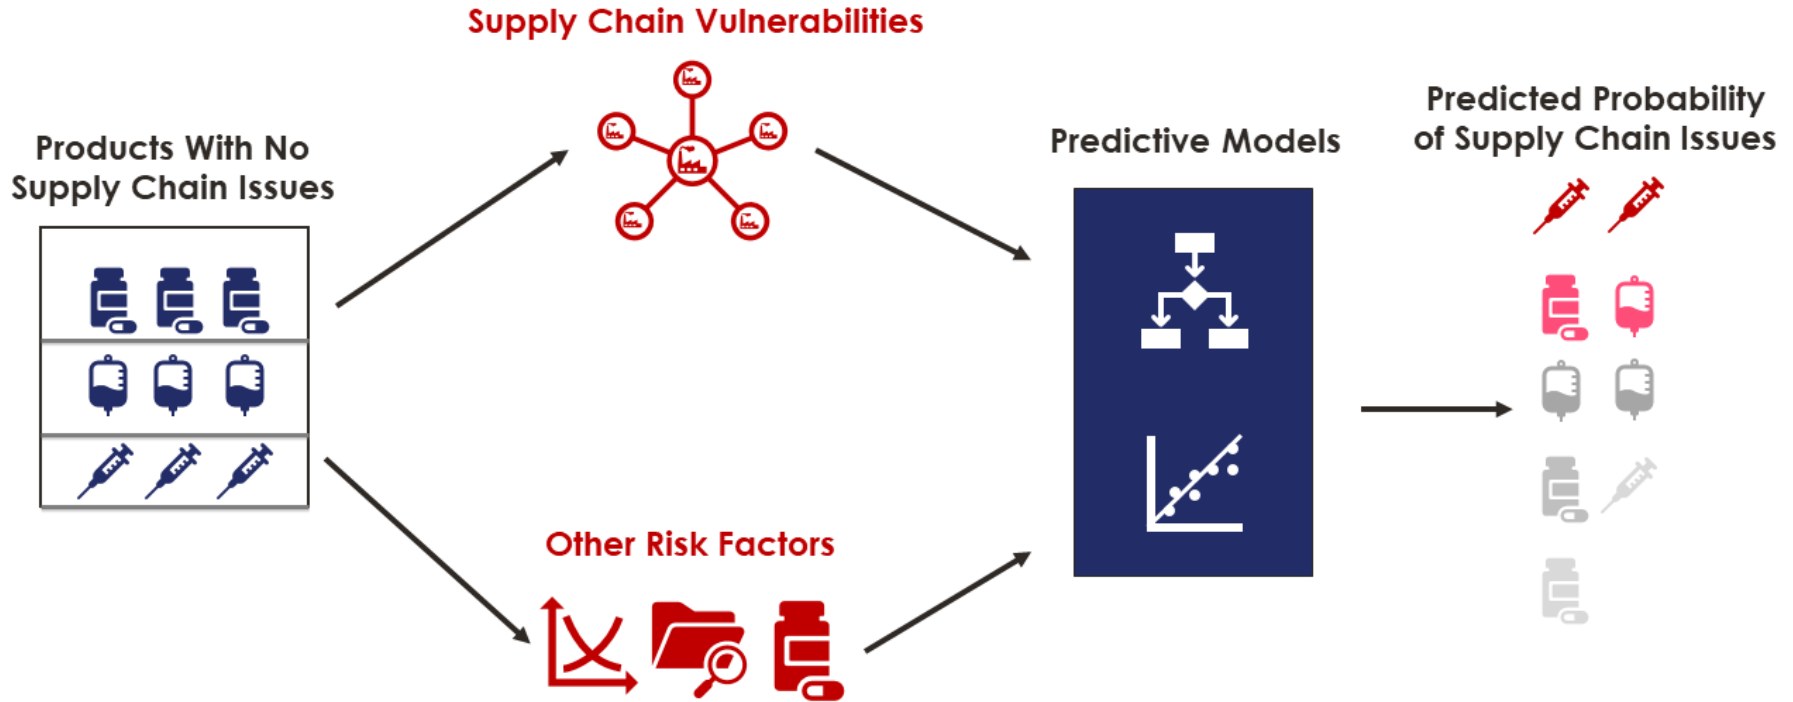 Supply Chain Vulnerabilities
Products With No
Supply Chain Issues
Predictive Models
Predicted Probability
of Supply Chain Issues
Other Risk Factors